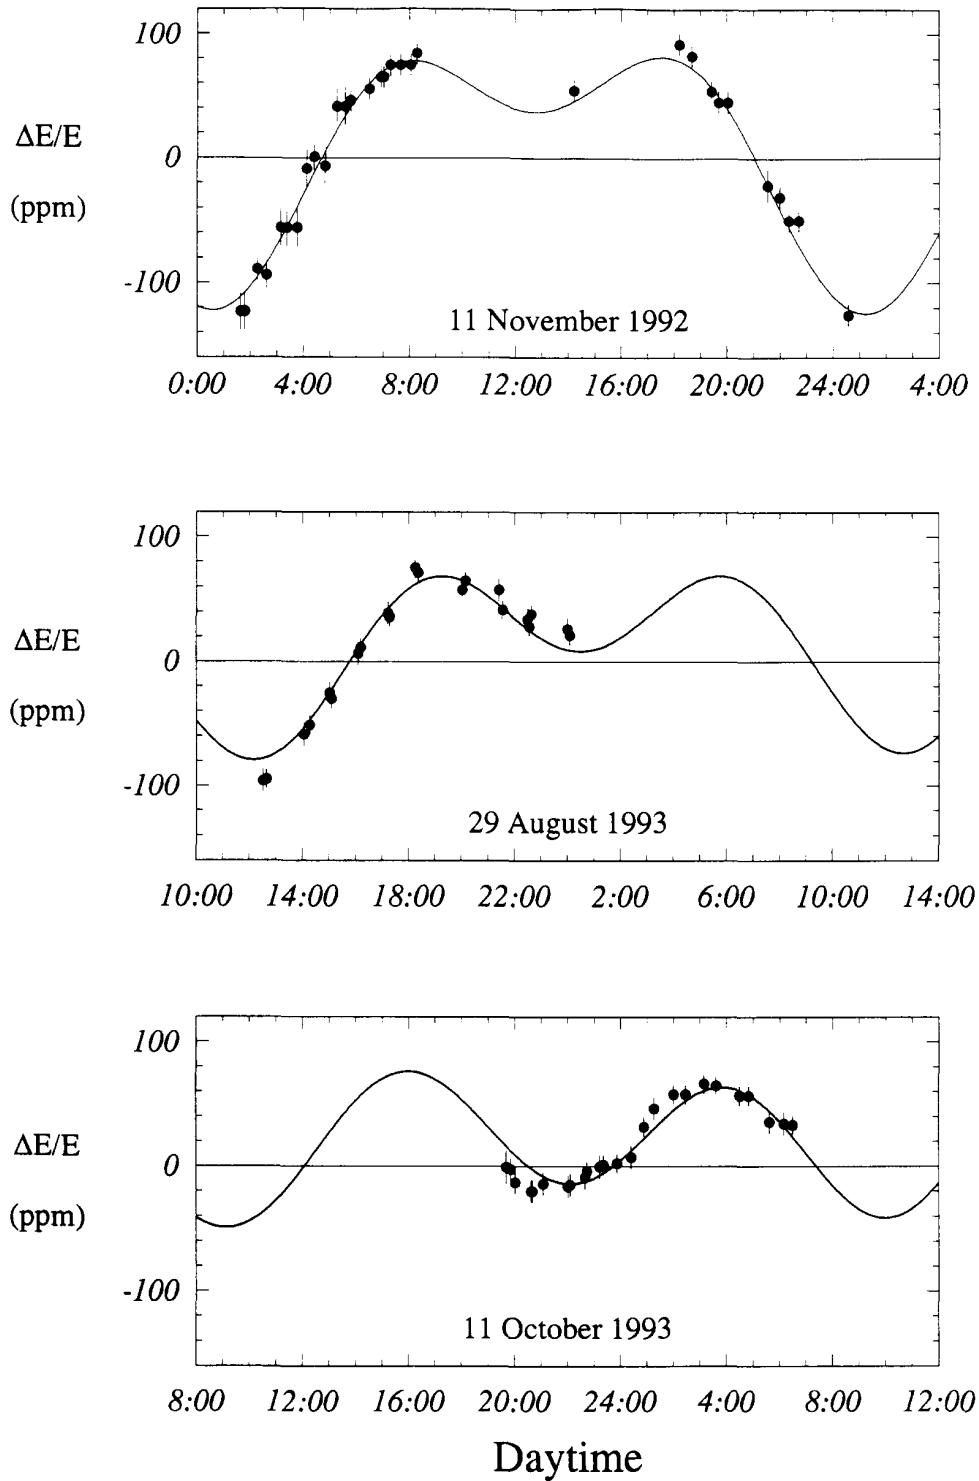 100
ΔE/E
0
(ppm)
-100
11 November 1992
0:00 4:00 8:00 12:00 16:00 20:00 24:00 4:00
100
ΔE/E
0
(ppm)
-100
29 August 1993
10:00 14:00 18:00 22:00 2:00 6:00 10:00 14:00
100
ΔE/E
0
(ppm)
-100
11 October 1993
8:00 12:00 16:00 20:00 24:00 4:00 8:00 12:00
Daytime